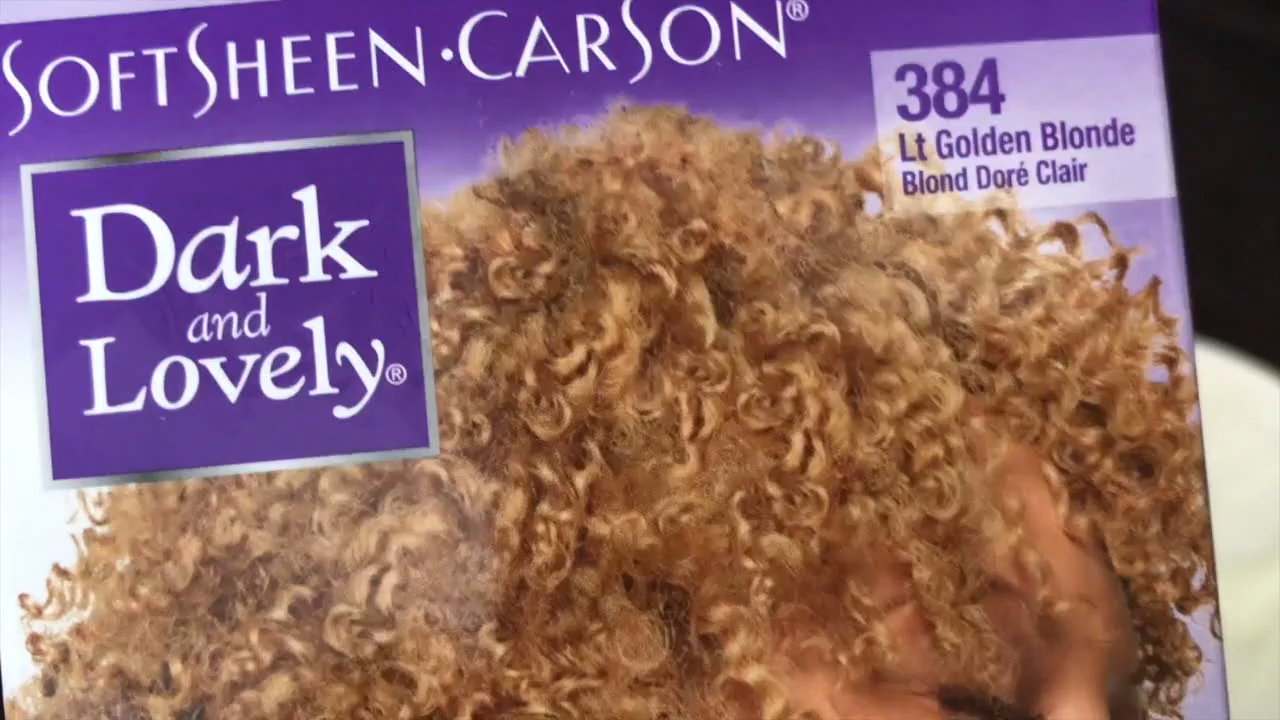 SOFTSHEEN·CARSON®
384
Lt Golden Blonde
Blond Doré Clair
Dark
and
Lovely®